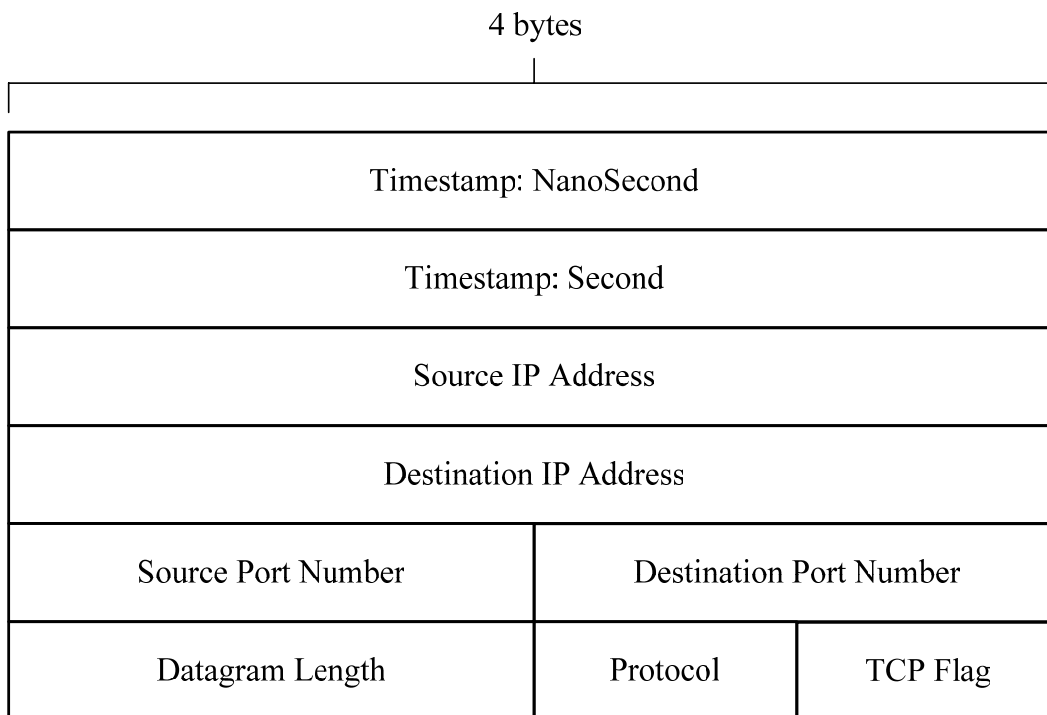 4 bytes
Timestamp: NanoSecond
Timestamp: Second
Source IP Address
Destination IP Address
Source Port Number
Destination Port Number
Datagram Length
Protocol
TCP Flag